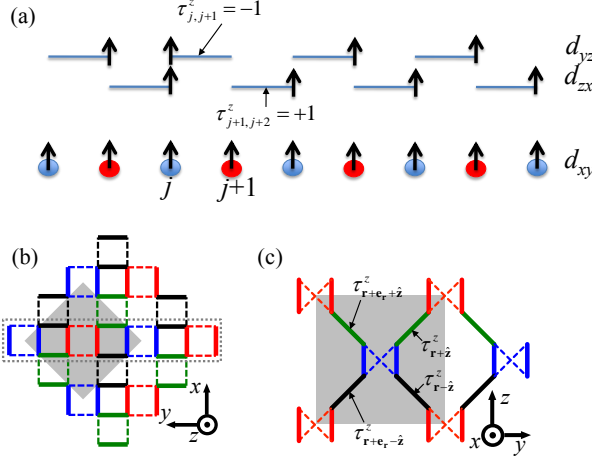 (a)
τ^z_{j,j+1} = −1
d_{yz}
d_{zx}
τ^z_{j+1,j+2} = +1
d_{xy}
j
j+1
(b)
x
y
z
(c)
τ^z_{r+e_r+ẑ}
τ^z_{r+ẑ}
τ^z_{r−ẑ}
τ^z_{r+e_r−ẑ}
z
x
y